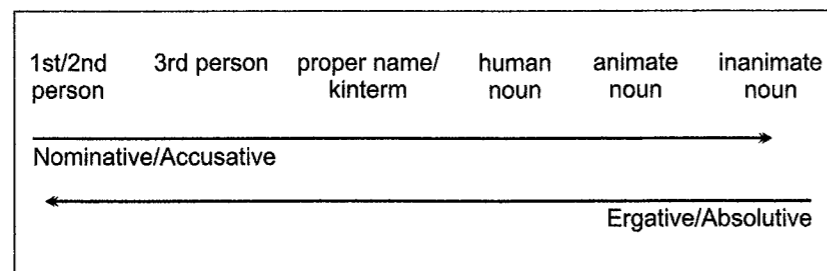 1st/2nd 3rd person proper name/ human animate inanimate
person kinterm noun noun noun
Nominative/Accusative
Ergative/Absolutive